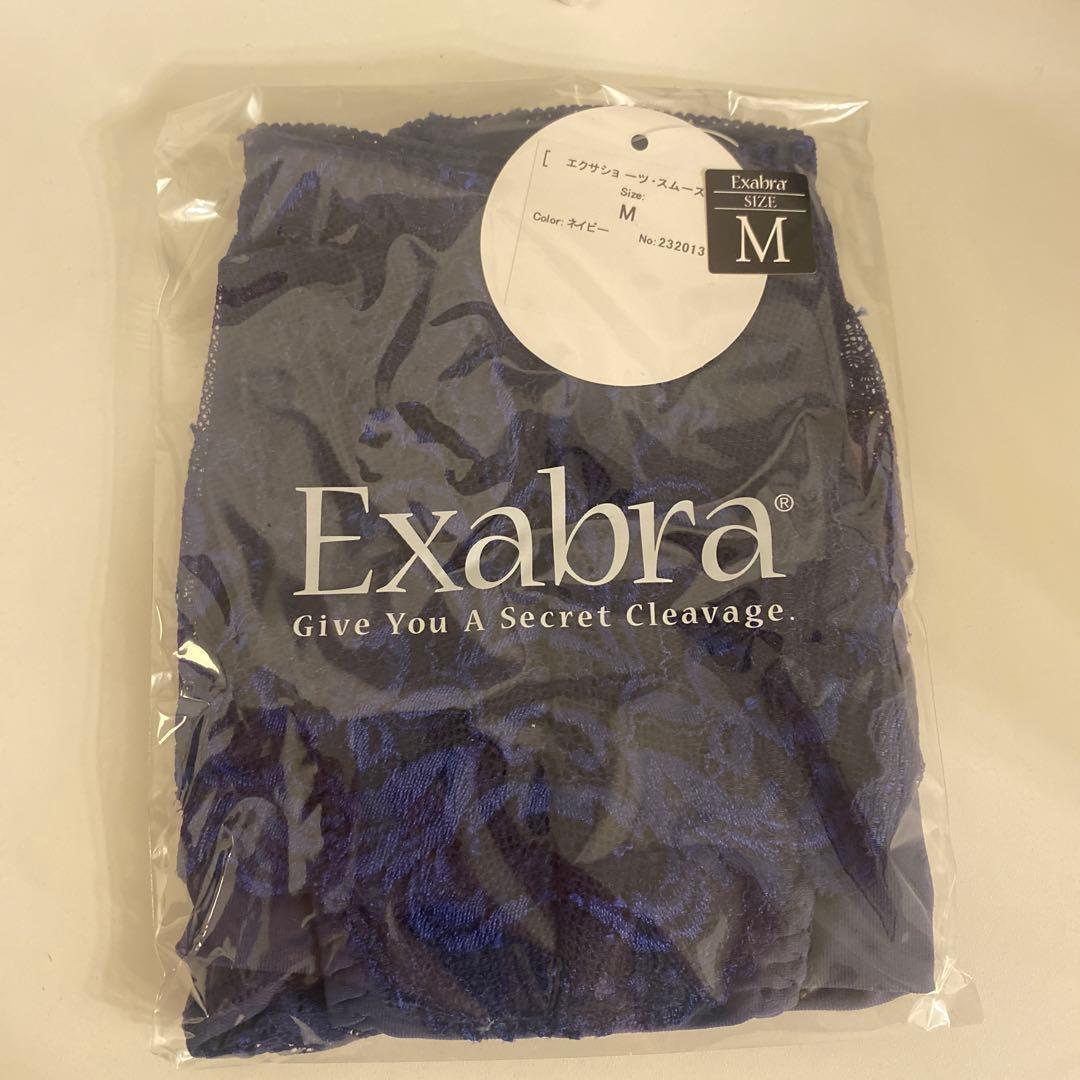 [ エクサショーツ・スムース
Size:
M
Color: ネイビー No:232013
Exabra
SIZE
M
Exabra®
Give You A Secret Cleavage.